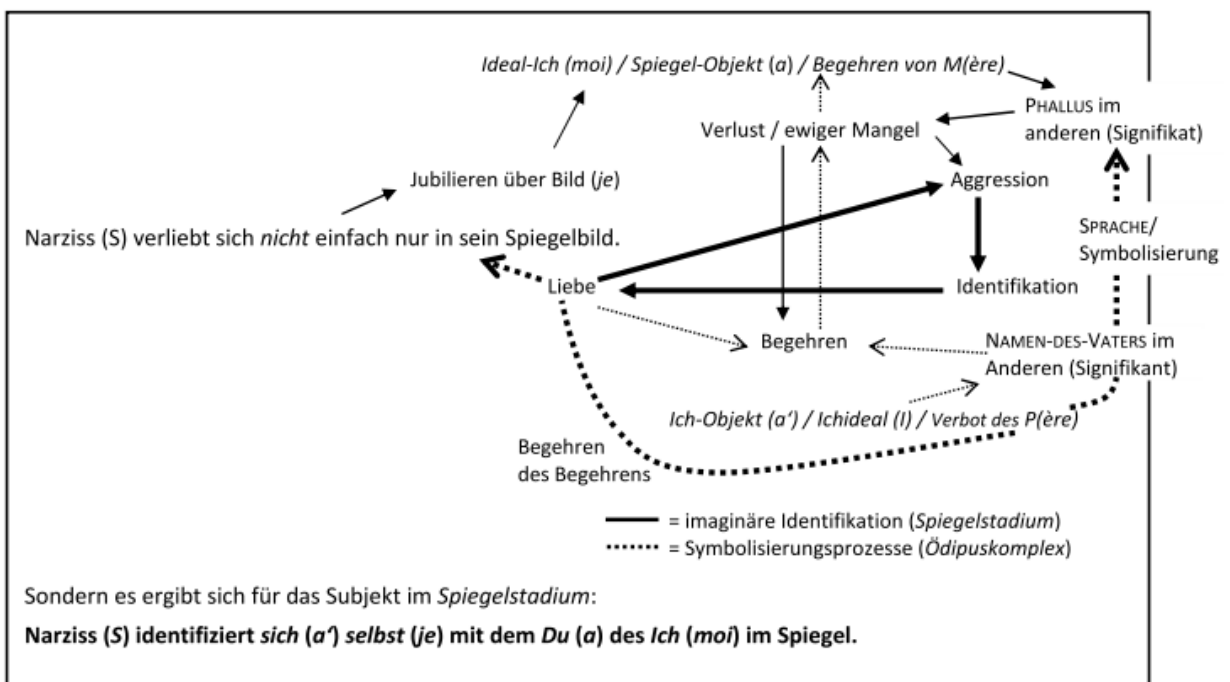 Ideal-Ich (moi) / Spiegel-Objekt (a) / Begehren von M(ère)
PHALLUS im
anderen (Signifikat)
Verlust / ewiger Mangel
Jubilieren über Bild (je)
Aggression
Narziss (S) verliebt sich nicht einfach nur in sein Spiegelbild.
SPRACHE/
Symbolisierung
Liebe
Identifikation
Begehren
NAMEN-DES-VATERS im
Anderen (Signifikant)
Ich-Objekt (a‘) / Ichideal (I) / Verbot des P(ère)
Begehren
des Begehrens
= imaginäre Identifikation (Spiegelstadium)
= Symbolisierungsprozesse (Ödipuskomplex)
Sondern es ergibt sich für das Subjekt im Spiegelstadium:
Narziss (S) identifiziert sich (a‘) selbst (je) mit dem Du (a) des Ich (moi) im Spiegel.